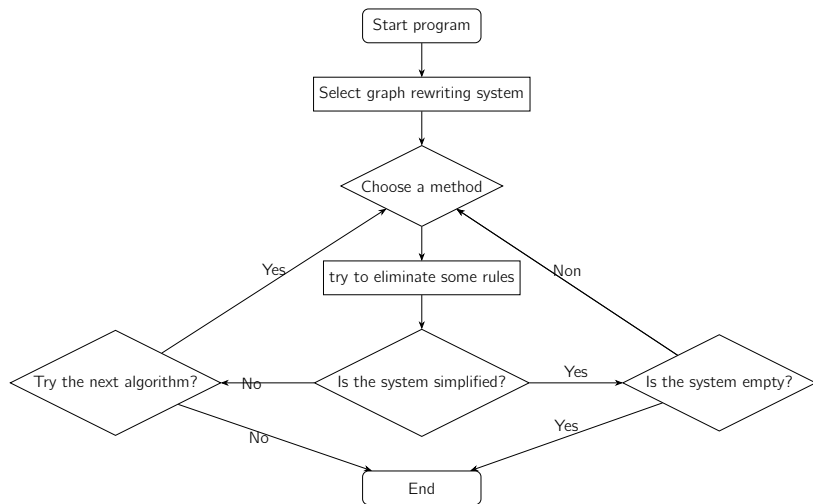 Start program
Select graph rewriting system
Choose a method
Yes
Non
try to eliminate some rules
Try the next algorithm?
No
Is the system simplified?
Yes
Is the system empty?
No
Yes
End